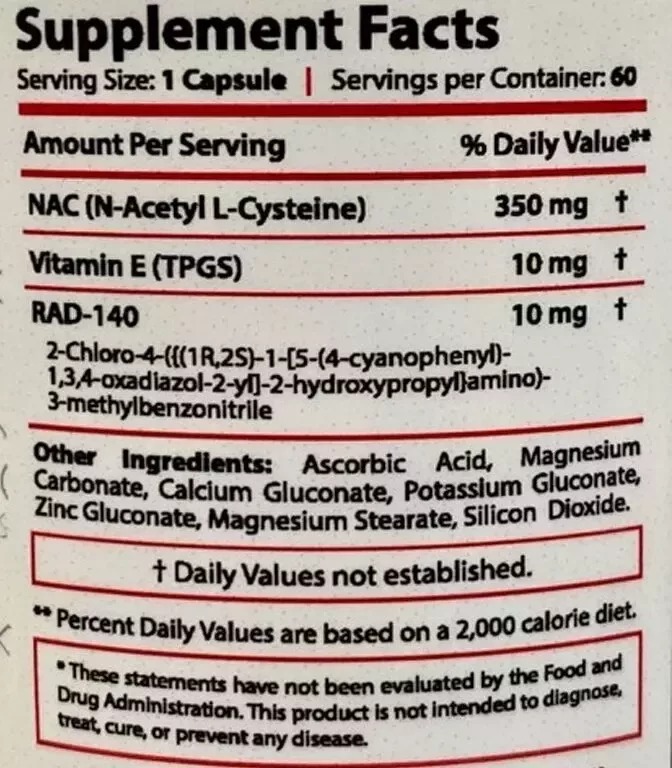 Supplement Facts
Serving Size: 1 Capsule | Servings per Container: 60
Amount Per Serving % Daily Value**
NAC (N-Acetyl L-Cysteine) 350 mg †
Vitamin E (TPGS) 10 mg †
RAD-140 10 mg †
2-Chloro-4-({(1R,2S)-1-[5-(4-cyanophenyl)-
1,3,4-oxadiazol-2-yl]-2-hydroxypropyl}amino)-
3-methylbenzonitrile
Other Ingredients: Ascorbic Acid, Magnesium
Carbonate, Calcium Gluconate, Potassium Gluconate,
Zinc Gluconate, Magnesium Stearate, Silicon Dioxide.
† Daily Values not established.
** Percent Daily Values are based on a 2,000 calorie diet.
* These statements have not been evaluated by the Food and
Drug Administration. This product is not intended to diagnose,
treat, cure, or prevent any disease.